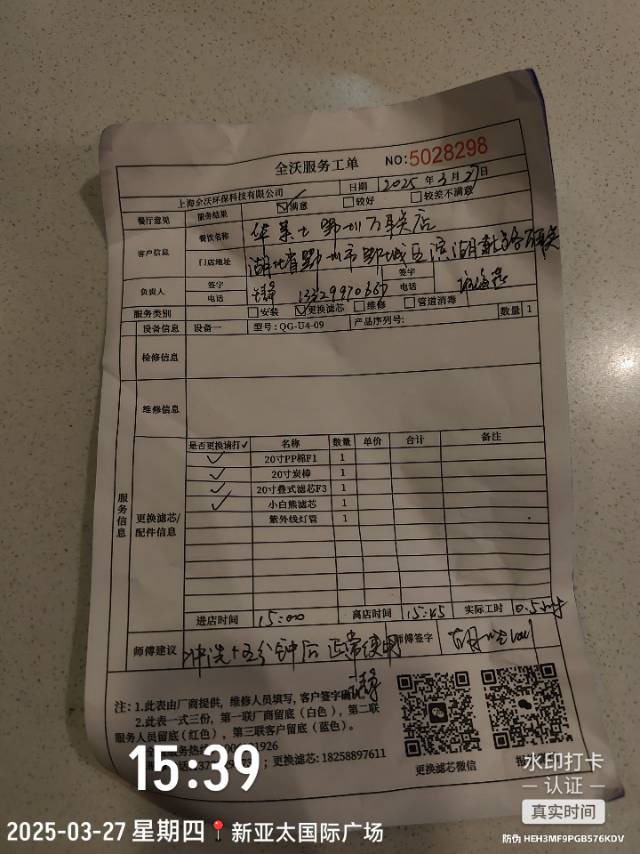 全沃服务工单
NO:5028298
上海全沃环保科技有限公司 日期 2025年3月27日
餐厅意见 服务结果 满意 较好 较差不满意
客户信息 餐饮名称 华莱士鄂州万联店
门店地址 湖北省鄂州市鄂城区滨湖
负责人 签字 签字
电话 电话
服务类别 安装 更换滤芯 维修 管道消毒
设备信息 设备一 型号:QG-U4-09 产品序列号: 数量 1
检修信息
维修信息
服务信息
更换滤芯/配件信息
是否更换请打✓ 名称 数量 单价 合计 备注
✓ 20寸PP棉F1 1
✓ 20寸炭棒 1
✓ 20寸叠式滤芯F3 1
✓ 小白熊滤芯 1
紫外线灯管 1
进店时间 15:00 离店时间 15:45 实际工时 0.5
师傅建议 冲洗十五分钟后正常使用 师傅签字
注:1.此表由厂商提供,维修人员填写,客户签字确
2.此表一式三份,第一联厂商留底(白色),第二联
服务人员留底(红色),第三联客户留底(蓝色)。
服务热线 1926
更换滤芯:18258897611
更换滤芯微信
15:39
2025-03-27 星期四 新亚太国际广场
水印打卡
认证
真实时间
防伪 HEH3MF9PGB576KDV